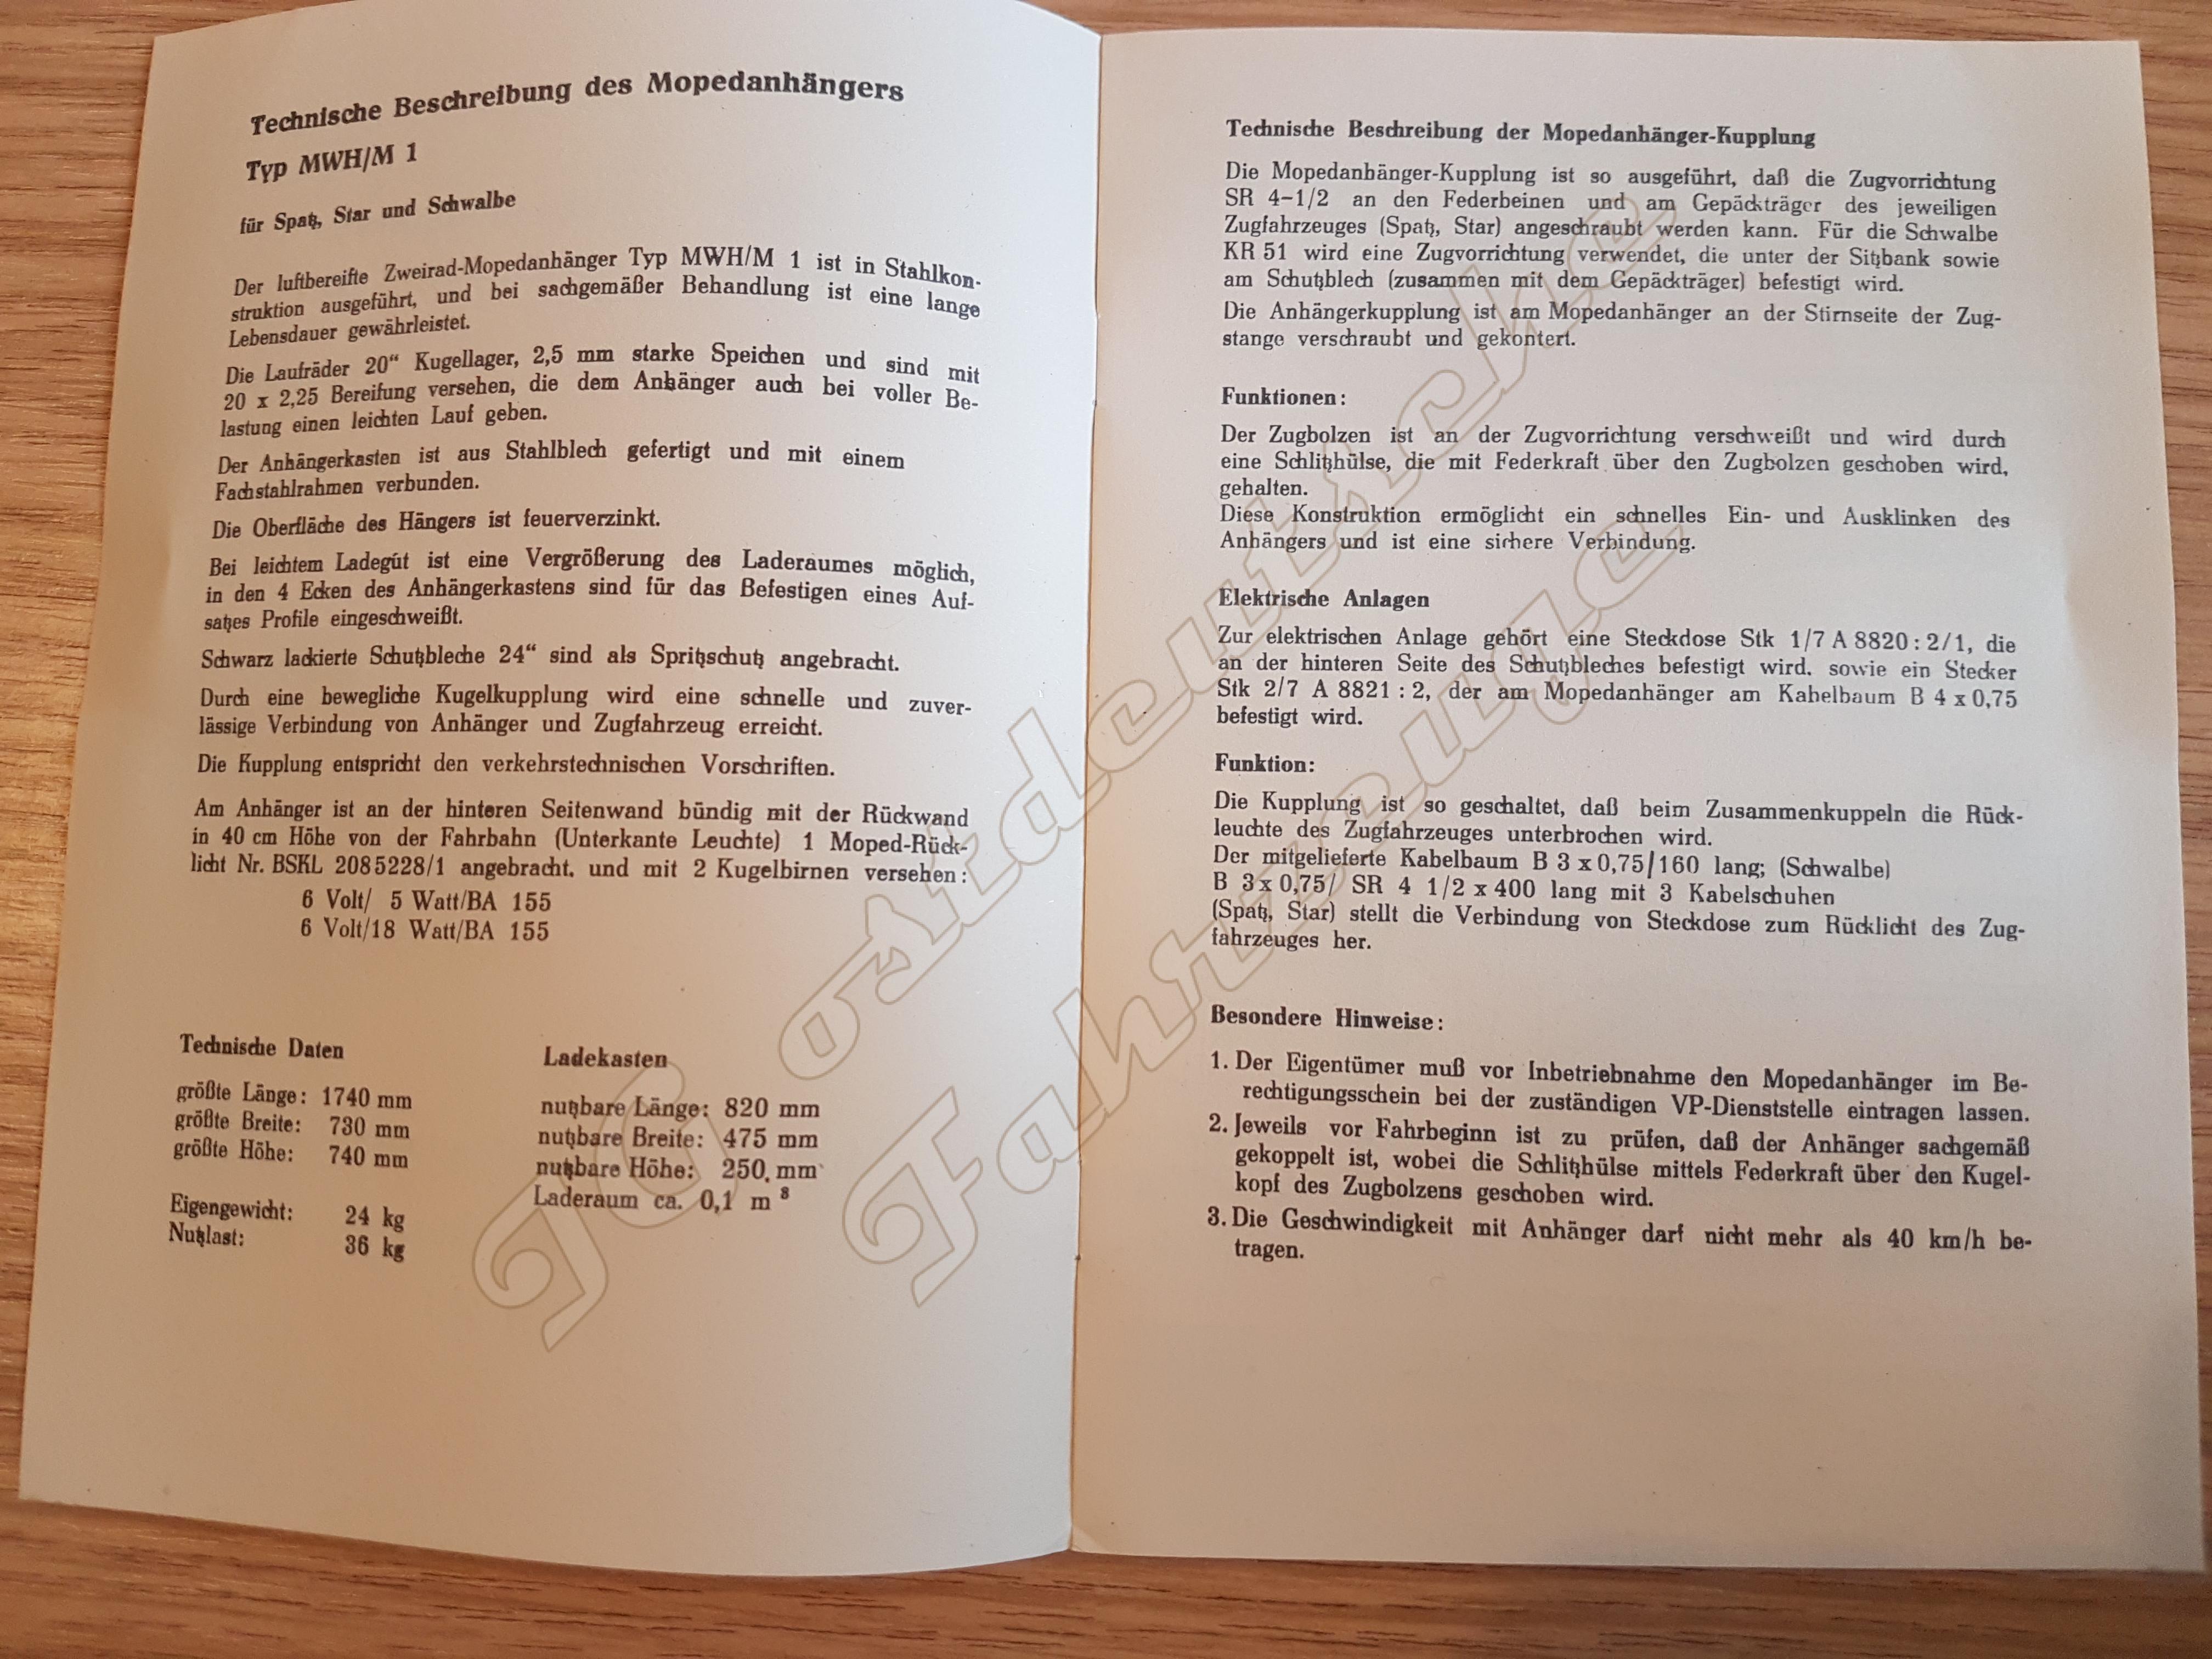 Technische Beschreibung des Mopedanhängers
Typ MWH/M 1
für Spatz, Star und Schwalbe
Der luftbereifte Zweirad-Mopedanhänger Typ MWH/M 1 ist in Stahlkon-
struktion ausgeführt, und bei sachgemäßer Behandlung ist eine lange
Lebensdauer gewährleistet.
Die Laufräder 20“ Kugellager, 2,5 mm starke Speichen und sind mit
20 x 2,25 Bereifung versehen, die dem Anhänger auch bei voller Be-
lastung einen leichten Lauf geben.
Der Anhängerkasten ist aus Stahlblech gefertigt und mit einem
Fachstahlrahmen verbunden.
Die Oberfläche des Hängers ist feuerverzinkt.
Bei leichtem Ladegut ist eine Vergrößerung des Laderaumes möglich,
in den 4 Ecken des Anhängerkastens sind für das Befestigen eines Auf-
satzes Profile eingeschweißt.
Schwarz lackierte Schutzbleche 24“ sind als Spritzschutz angebracht.
Durch eine bewegliche Kugelkupplung wird eine schnelle und zuver-
lässige Verbindung von Anhänger und Zugfahrzeug erreicht.
Die Kupplung entspricht den verkehrstechnischen Vorschriften.
Am Anhänger ist an der hinteren Seitenwand bündig mit der Rückwand
in 40 cm Höhe von der Fahrbahn (Unterkante Leuchte) 1 Moped-Rück-
licht Nr. BSKL 2085228/1 angebracht. und mit 2 Kugelbirnen versehen:
6 Volt/ 5 Watt/BA 155
6 Volt/18 Watt/BA 155
Technische Daten
größte Länge: 1740 mm
größte Breite: 730 mm
größte Höhe: 740 mm
Eigengewicht: 24 kg
Nutzlast: 36 kg
Ladekasten
nutzbare Länge: 820 mm
nutzbare Breite: 475 mm
nutzbare Höhe: 250. mm
Laderaum ca. 0,1 m ³
Technische Beschreibung der Mopedanhänger-Kupplung
Die Mopedanhänger-Kupplung ist so ausgeführt, daß die Zugvorrichtung
SR 4–1/2 an den Federbeinen und am Gepäckträger des jeweiligen
Zugfahrzeuges (Spatz, Star) angeschraubt werden kann. Für die Schwalbe
KR 51 wird eine Zugvorrichtung verwendet, die unter der Sitzbank sowie
am Schutzblech (zusammen mit dem Gepäckträger) befestigt wird.
Die Anhängerkupplung ist am Mopedanhänger an der Stirnseite der Zug-
stange verschraubt und gekontert.
Funktionen:
Der Zugbolzen ist an der Zugvorrichtung verschweißt und wird durch
eine Schlitzhülse, die mit Federkraft über den Zugbolzen geschoben wird,
gehalten.
Diese Konstruktion ermöglicht ein schnelles Ein- und Ausklinken des
Anhängers und ist eine sichere Verbindung.
Elektrische Anlagen
Zur elektrischen Anlage gehört eine Steckdose Stk 1/7 A 8820 : 2/1, die
an der hinteren Seite des Schutzbleches befestigt wird. sowie ein Stecker
Stk 2/7 A 8821 : 2, der am Mopedanhänger am Kabelbaum B 4 x 0,75
befestigt wird.
Funktion:
Die Kupplung ist so geschaltet, daß beim Zusammenkuppeln die Rück-
leuchte des Zugfahrzeuges unterbrochen wird.
Der mitgelieferte Kabelbaum B 3 x 0,75/160 lang; (Schwalbe)
B 3 x 0,75/ SR 4 1/2 x 400 lang mit 3 Kabelschuhen
(Spatz, Star) stellt die Verbindung von Steckdose zum Rücklicht des Zug-
fahrzeuges her.
Besondere Hinweise:
1. Der Eigentümer muß vor Inbetriebnahme den Mopedanhänger im Be-
rechtigungsschein bei der zuständigen VP-Dienststelle eintragen lassen.
2. Jeweils vor Fahrbeginn ist zu prüfen, daß der Anhänger sachgemäß
gekoppelt ist, wobei die Schlitzhülse mittels Federkraft über den Kugel-
kopf des Zugbolzens geschoben wird.
3. Die Geschwindigkeit mit Anhänger darf nicht mehr als 40 km/h be-
tragen.
IG ostdeutsche
Fahrzeuge